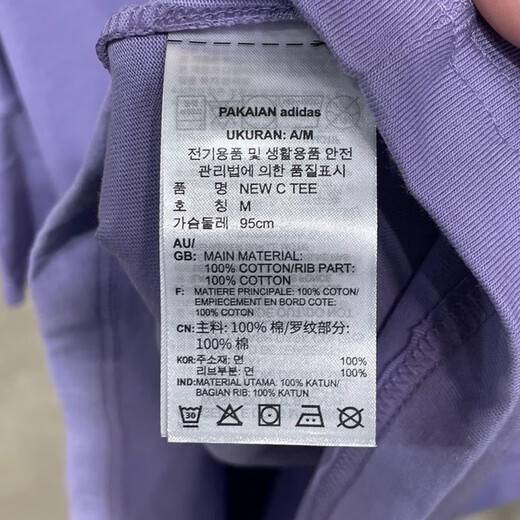 PAKAIAN adidas
UKURAN: A/M
전기용품 및 생활용품 안전
관리법에 의한 품질표시
품 명 NEW C TEE
호 칭 M
가슴둘레 95cm
AU/
GB: MAIN MATERIAL:
100% COTTON/RIB PART:
100% COTTON
F: MATIERE PRINCIPALE: 100% COTON/
EMPIECEMENT EN BORD COTE:
100% COTON
CN: 主料: 100% 棉/罗纹部分:
100% 棉
KOR: 주소재: 면 100%
리브부분: 면 100%
IND: MATERIAL UTAMA: 100% KATUN/
BAGIAN RIB: 100% KATUN
30